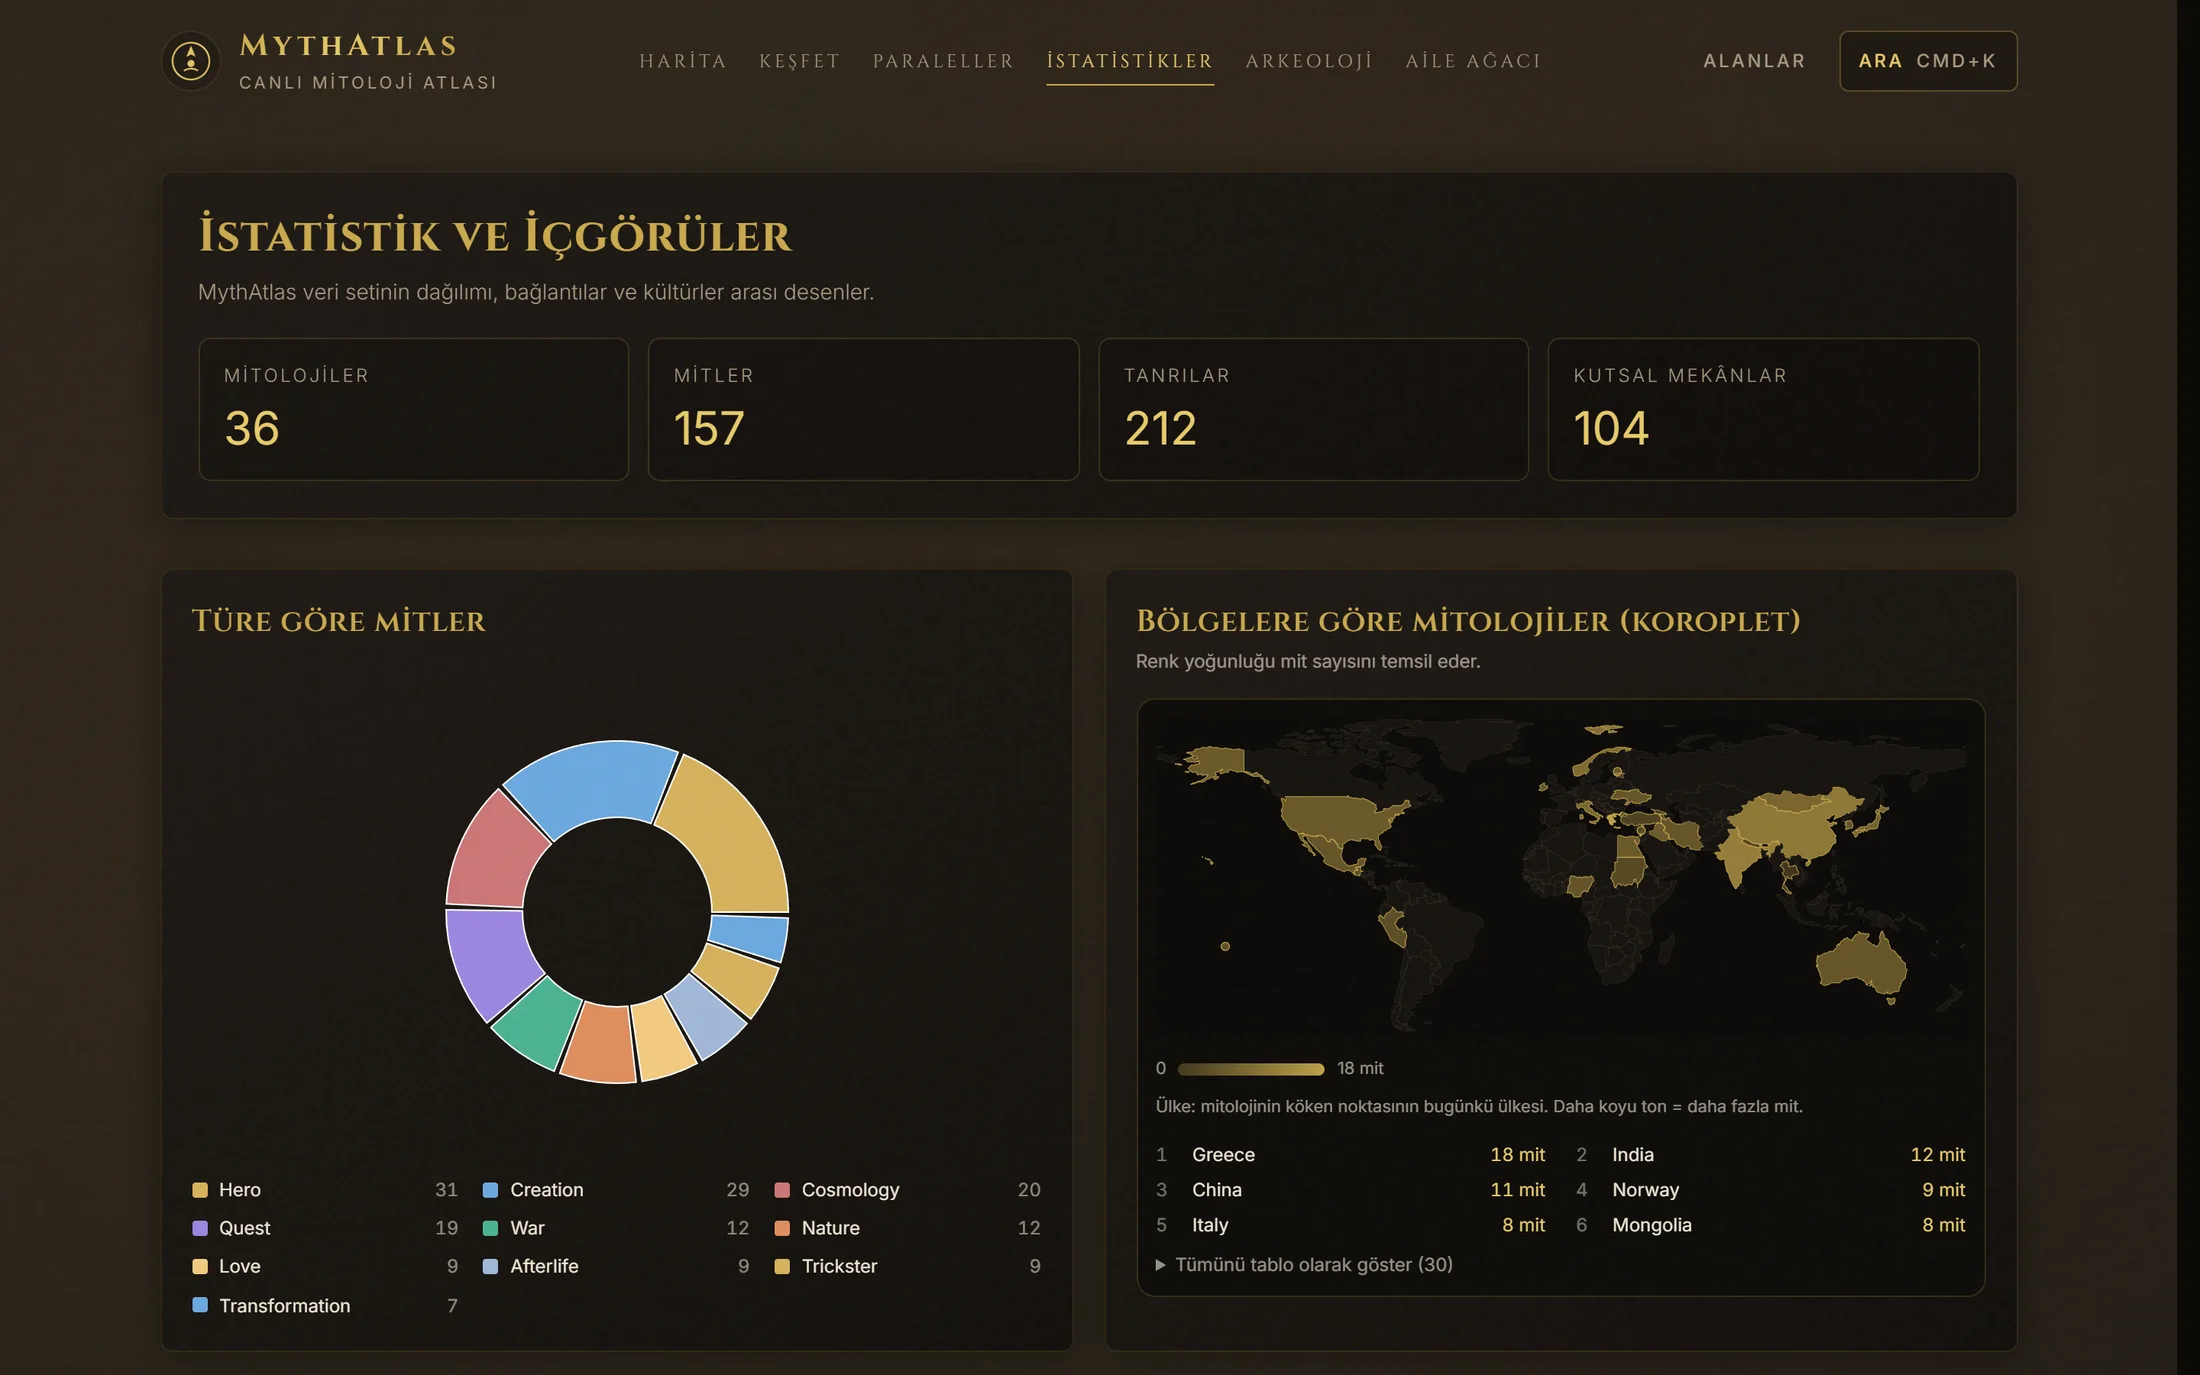 MYTHATLAS
CANLI MİTOLOJİ ATLASI
HARİTA KEŞFET PARALELLER İSTATİSTİKLER ARKEOLOJİ AİLE AĞACI
ALANLAR
ARA CMD+K
İSTATİSTİK VE İÇGÖRÜLER
MythAtlas veri setinin dağılımı, bağlantılar ve kültürler arası desenler.
MİTOLOJİLER
36
MİTLER
157
TANRILAR
212
KUTSAL MEKÂNLAR
104
TÜRE GÖRE MİTLER
Hero 31 Creation 29 Cosmology 20
Quest 19 War 12 Nature 12
Love 9 Afterlife 9 Trickster 9
Transformation 7
BÖLGELERE GÖRE MİTOLOJİLER (KOROPLET)
Renk yoğunluğu mit sayısını temsil eder.
0 18 mit
Ülke: mitolojinin köken noktasının bugünkü ülkesi. Daha koyu ton = daha fazla mit.
1 Greece 18 mit 2 India 12 mit
3 China 11 mit 4 Norway 9 mit
5 Italy 8 mit 6 Mongolia 8 mit
▶ Tümünü tablo olarak göster (30)